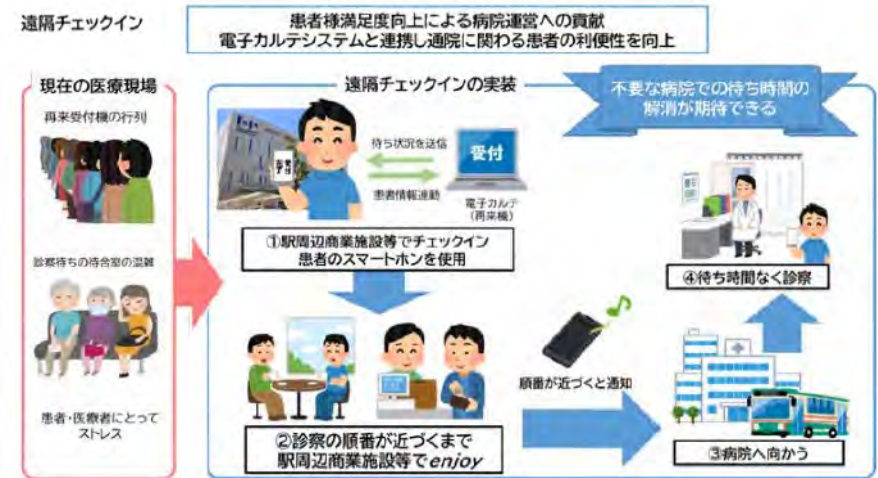 遠隔チェックイン
患者様満足度向上による病院運営への貢献
電子カルテシステムと連携し通院に関わる患者の利便性を向上
現在の医療現場
再来受付機の行列
診察待ちの待合室の混雑
患者・医療者にとって
ストレス
遠隔チェックインの実装
不要な病院での待ち時間の
解消が期待できる
待ち状況を送信
患者情報連動
受付
電子カルテ
(再来機)
①駅周辺商業施設等でチェックイン
患者のスマートホンを使用
②診察の順番が近づくまで
駅周辺商業施設等でenjoy
順番が近づくと通知
③病院へ向かう
④待ち時間なく診察